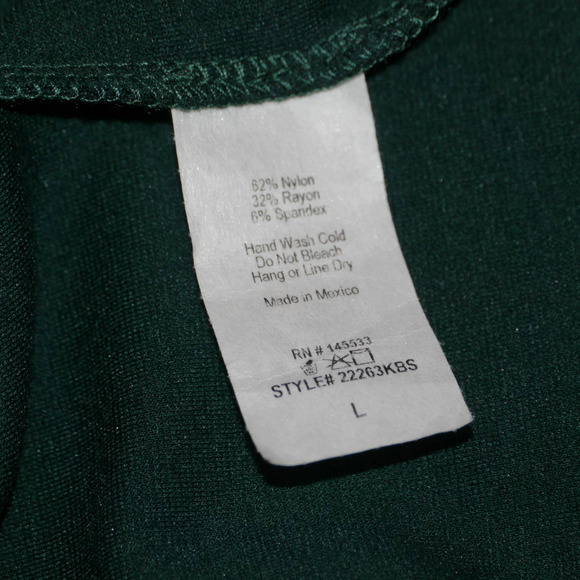 62% Nylon
32% Rayon
6% Spandex
Hand Wash Cold
Do Not Bleach
Hang or Line Dry
Made in Mexico
RN # 145533
STYLE# 22263KBS
L